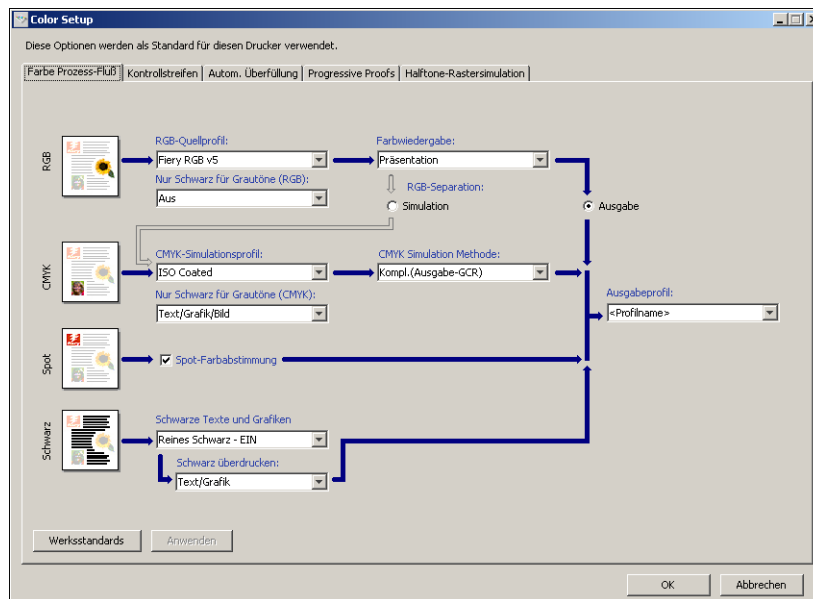 Color Setup
Diese Optionen werden als Standard für diesen Drucker verwendet.
Farbe Prozess-Fluß Kontrollstreifen Autom. Überfüllung Progressive Proofs Halftone-Rastersimulation
RGB
RGB-Quellprofil:
Fiery RGB v5
Nur Schwarz für Grautöne (RGB):
Aus
Farbwiedergabe:
Präsentation
RGB-Separation:
Simulation
Ausgabe
CMYK
CMYK-Simulationsprofil:
ISO Coated
Nur Schwarz für Grautöne (CMYK):
Text/Grafik/Bild
CMYK Simulation Methode:
Kompl.(Ausgabe-GCR)
Ausgabeprofil:
<Profilname>
Spot
Spot-Farbabstimmung
Schwarz
Schwarze Texte und Grafiken
Reines Schwarz - EIN
Schwarz überdrucken:
Text/Grafik
Werksstandards Anwenden
OK Abbrechen